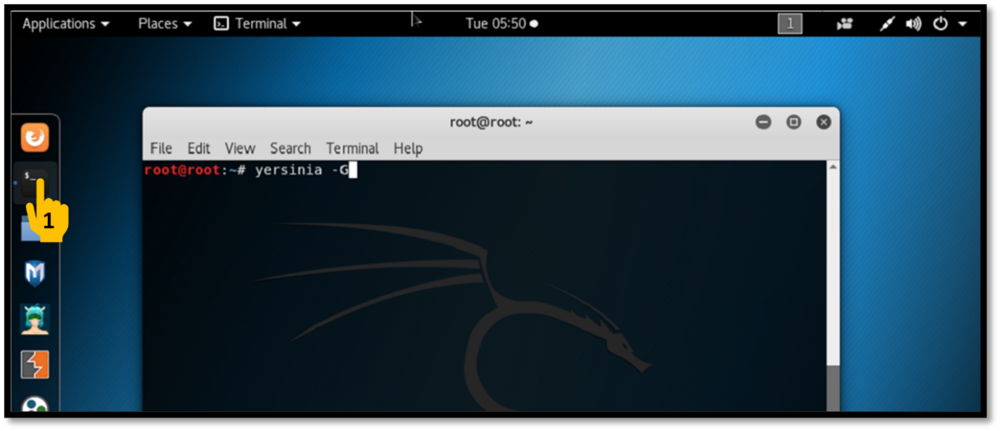 Applications Places Terminal Tue 05:50 1
root@root: ~
File Edit View Search Terminal Help
root@root:~# yersinia -G
$_
1